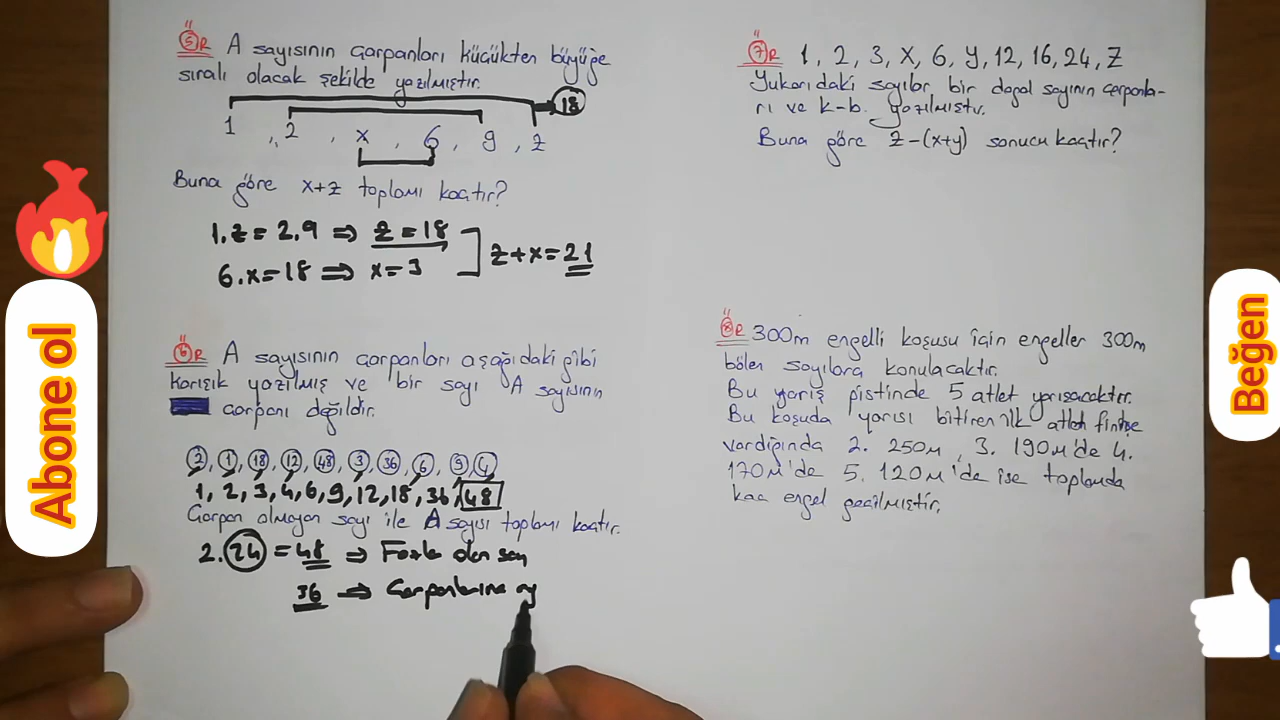 5 R A sayısının çarpanları küçükten büyüğe
sıralı olacak şekilde yazılmıştır.
18
1, 2, x, 6, 9, z
Buna göre x+z toplamı kaçtır?
1.z = 2.9 ⇒ z = 18
6.x = 18 ⇒ x = 3
z + x = 21
6 R A sayısının çarpanları aşağıdaki gibi
karışık yazılmış ve bir sayı A sayısının
çarpanı değildir.
2, 1, 18, 12, 48, 3, 36, 6, 9, 4
1, 2, 3, 4, 6, 9, 12, 18, 36, 48
Çarpan olmayan sayı ile A sayısı toplamı kaçtır.
2.24 = 48 ⇒ Fazla olan sayı
36 ⇒ Çarpanlarına ay
7 R 1, 2, 3, X, 6, Y, 12, 16, 24, Z
Yukarıdaki sayılar bir doğal sayının çarpanla-
rı ve k-b yazılmıştır.
Buna göre z-(x+y) sonucu kaçtır?
8 R 300m engelli koşusu için engeller 300m
bölen sayılara konulacaktır.
Bu yarış pistinde 5 atlet yarışacaktır.
Bu koşuda yarışı bitiren ilk atlet finişe
vardığında 2. 250m, 3. 190m'de 4.
170m'de 5. 120m'de ise toplamda
kaç engel geçilmiştir.
Abone ol
Beğen